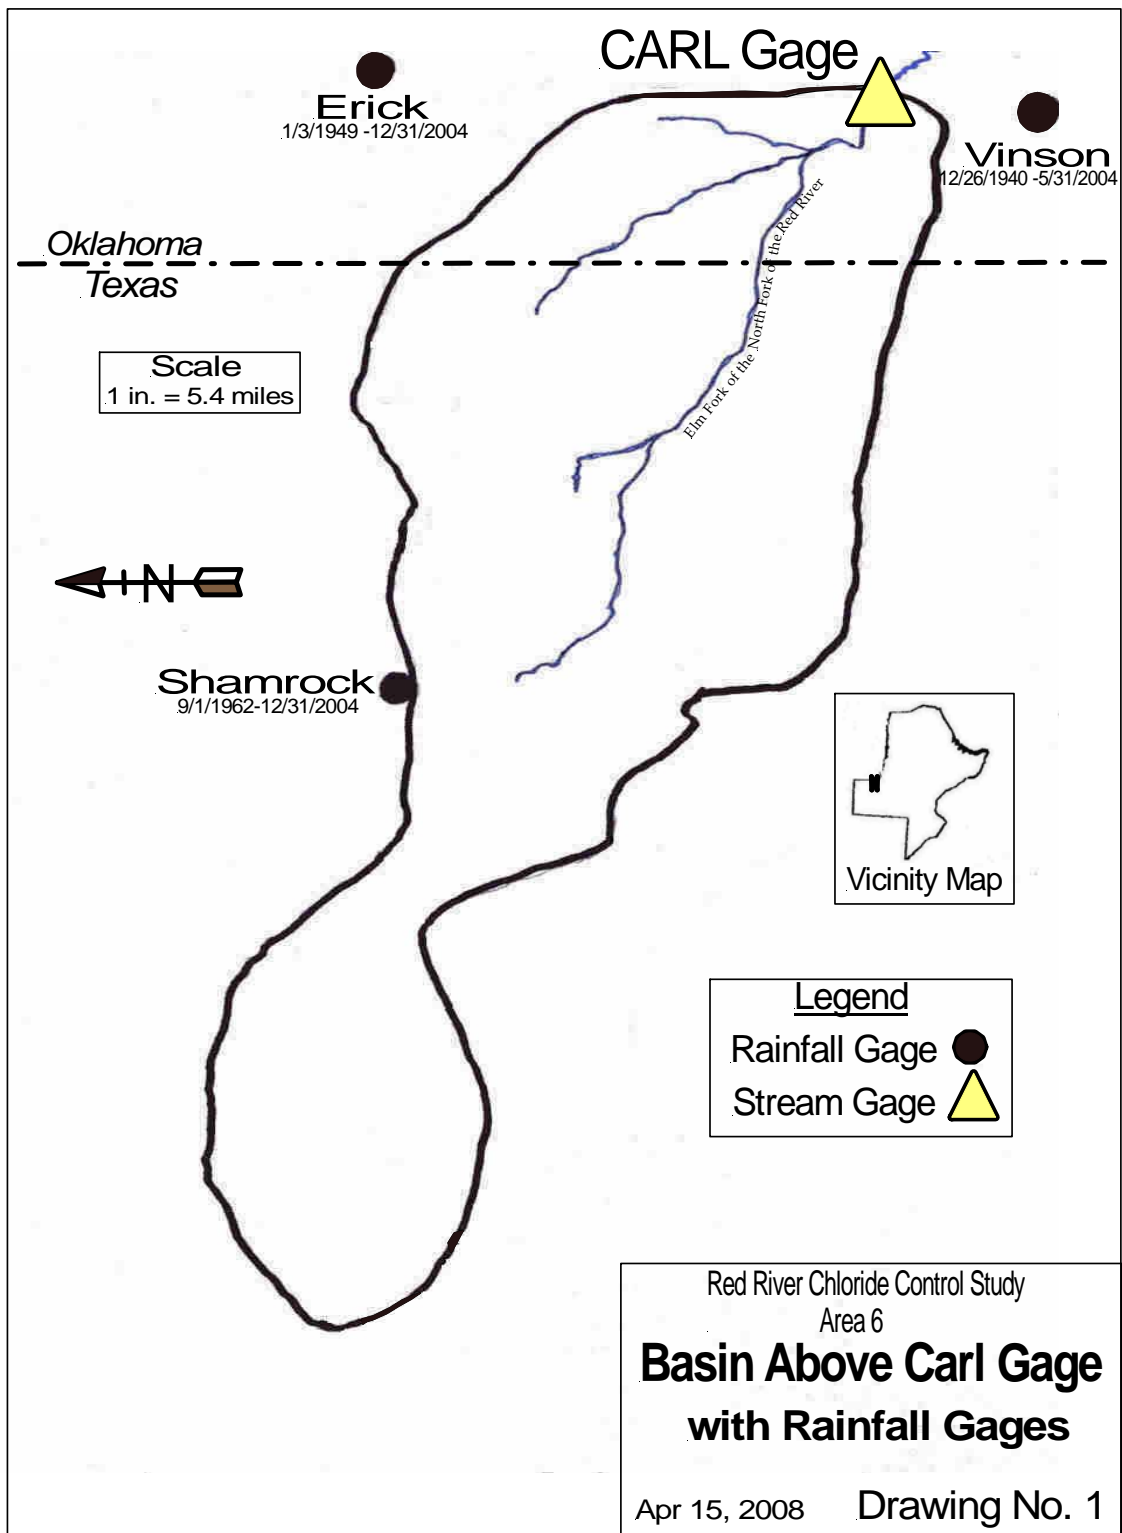 CARL Gage
Erick
1/3/1949 -12/31/2004
Vinson
12/26/1940 -5/31/2004
Elm Fork of the North Fork of the Red River
Oklahoma
Texas
Scale
1 in. = 5.4 miles
N
Shamrock
9/1/1962-12/31/2004
Vicinity Map
Legend
Rainfall Gage
Stream Gage
Red River Chloride Control Study
Area 6
Basin Above Carl Gage
with Rainfall Gages
Apr 15, 2008 Drawing No. 1